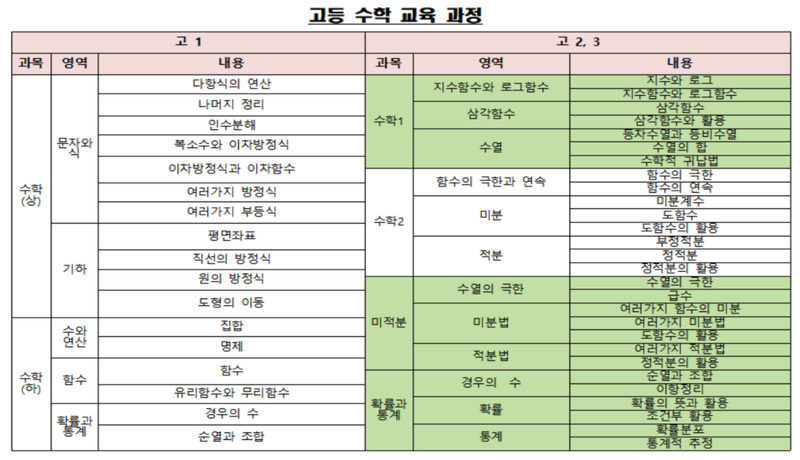 고등 수학 교육 과정
고 1 고 2, 3
과목 영역 내용 과목 영역 내용
수학(상)
문자와 식
다항식의 연산
나머지 정리
인수분해
복소수와 이차방정식
이차방정식과 이차함수
여러가지 방정식
여러가지 부등식
기하
평면좌표
직선의 방정식
원의 방정식
도형의 이동
수학(하)
수와 연산
집합
명제
함수
함수
유리함수와 무리함수
확률과 통계
경우의 수
순열과 조합
수학1
지수함수와 로그함수
지수와 로그
지수함수와 로그함수
삼각함수
삼각함수
삼각함수와 활용
수열
등차수열과 등비수열
수열의 합
수학적 귀납법
수학2
함수의 극한과 연속
함수의 극한
함수의 연속
미분
미분계수
도함수
도함수의 활용
적분
부정적분
정적분
정적분의 활용
미적분
수열의 극한
수열의 극한
급수
미분법
여러가지 함수의 미분
여러가지 미분법
도함수의 활용
적분법
여러가지 적분법
정적분의 활용
확률과 통계
경우의 수
순열과 조합
이항정리
확률
확률의 뜻과 활용
조건부 활용
통계
확률분포
통계적 추정